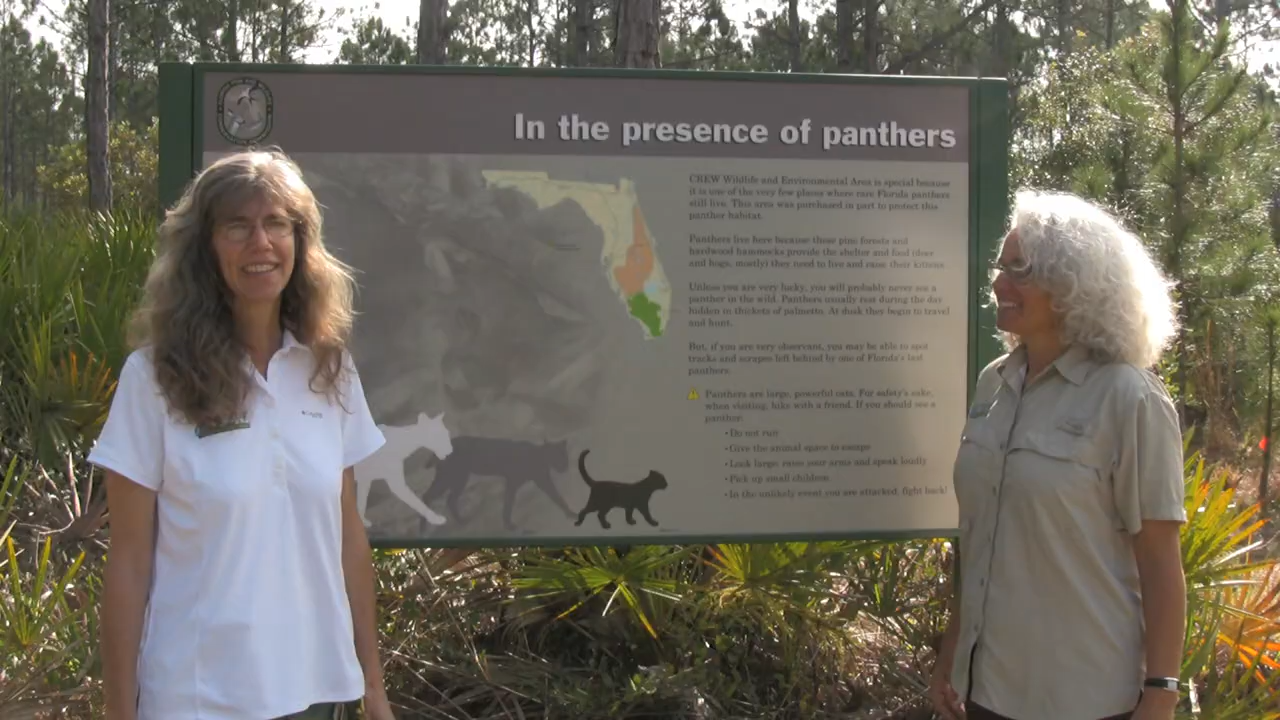 In the presence of panthers
CREW Wildlife and Environmental Area is special because
it is one of the very few places where rare Florida panthers
still live. This area was purchased in part to protect this
panther habitat.
Panthers live here because these pine forests and
hardwood hammocks provide the shelter and food (deer
and hogs, mostly) they need to live and raise their kittens.
Unless you are very lucky, you will probably never see a
panther in the wild. Panthers usually rest during the day
hidden in thickets of palmetto. At dusk they begin to travel
and hunt.
But, if you are very observant, you may be able to spot
tracks and scrapes left behind by one of Florida's last
panthers.
Panthers are large, powerful cats. For safety's sake,
when visiting, hike with a friend. If you should see a
panther:
• Do not run
• Give the animal space to escape
• Look large; raise your arms and speak loudly
• Pick up small children
• In the unlikely event you are attacked, fight back!